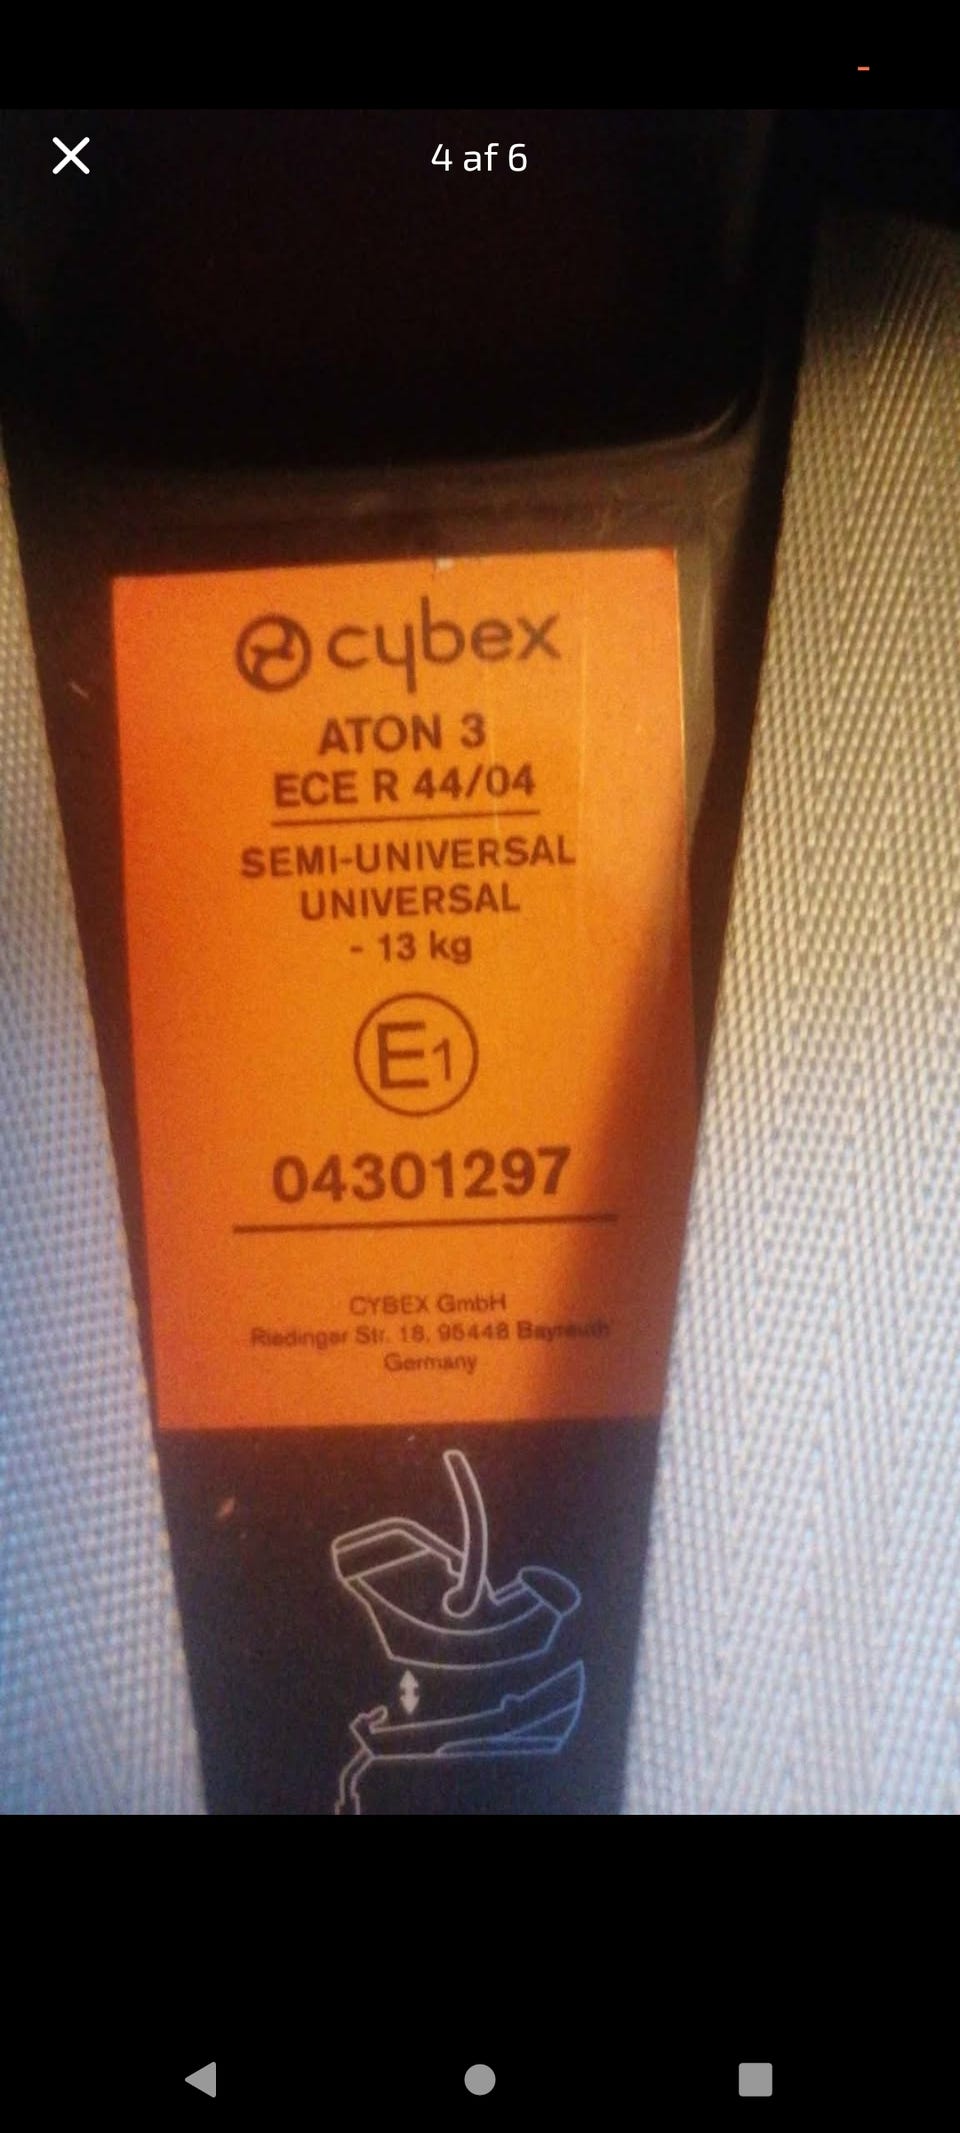 4 af 6
cybex
ATON 3
ECE R 44/04
SEMI-UNIVERSAL
UNIVERSAL
- 13 kg
E1
04301297
CYBEX GmbH
Riedinger Str. 18, 95448 Bayreuth
Germany